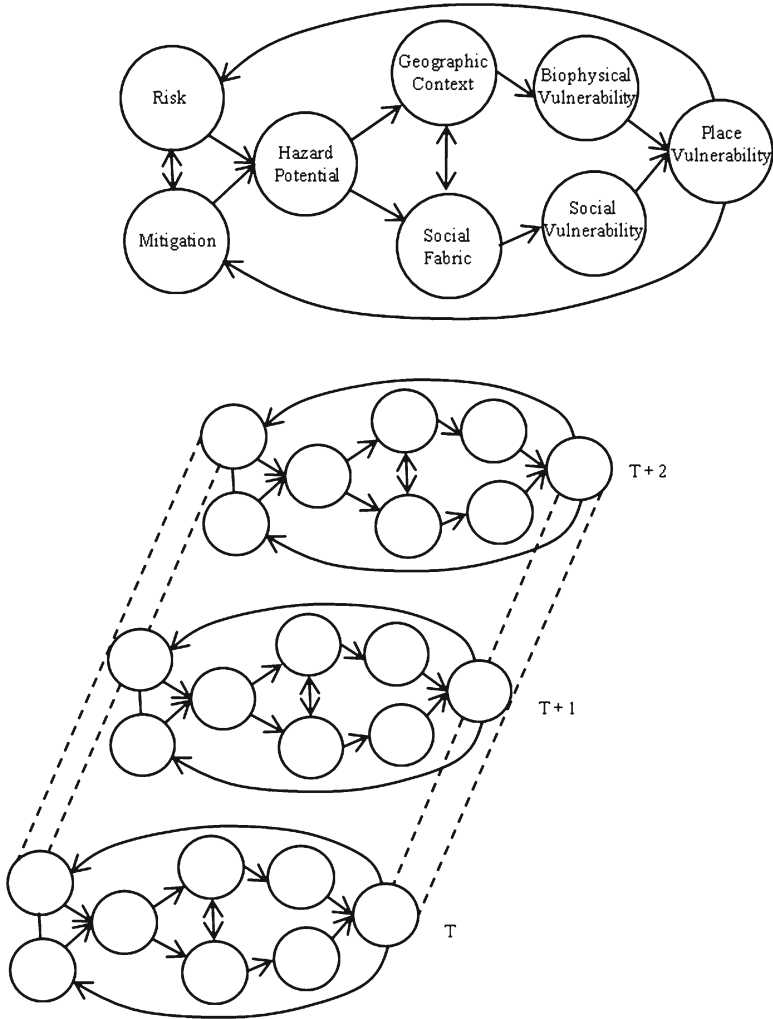 Risk
Mitigation
Hazard
Potential
Geographic
Context
Social
Fabric
Biophysical
Vulnerability
Social
Vulnerability
Place
Vulnerability
T + 2
T + 1
T